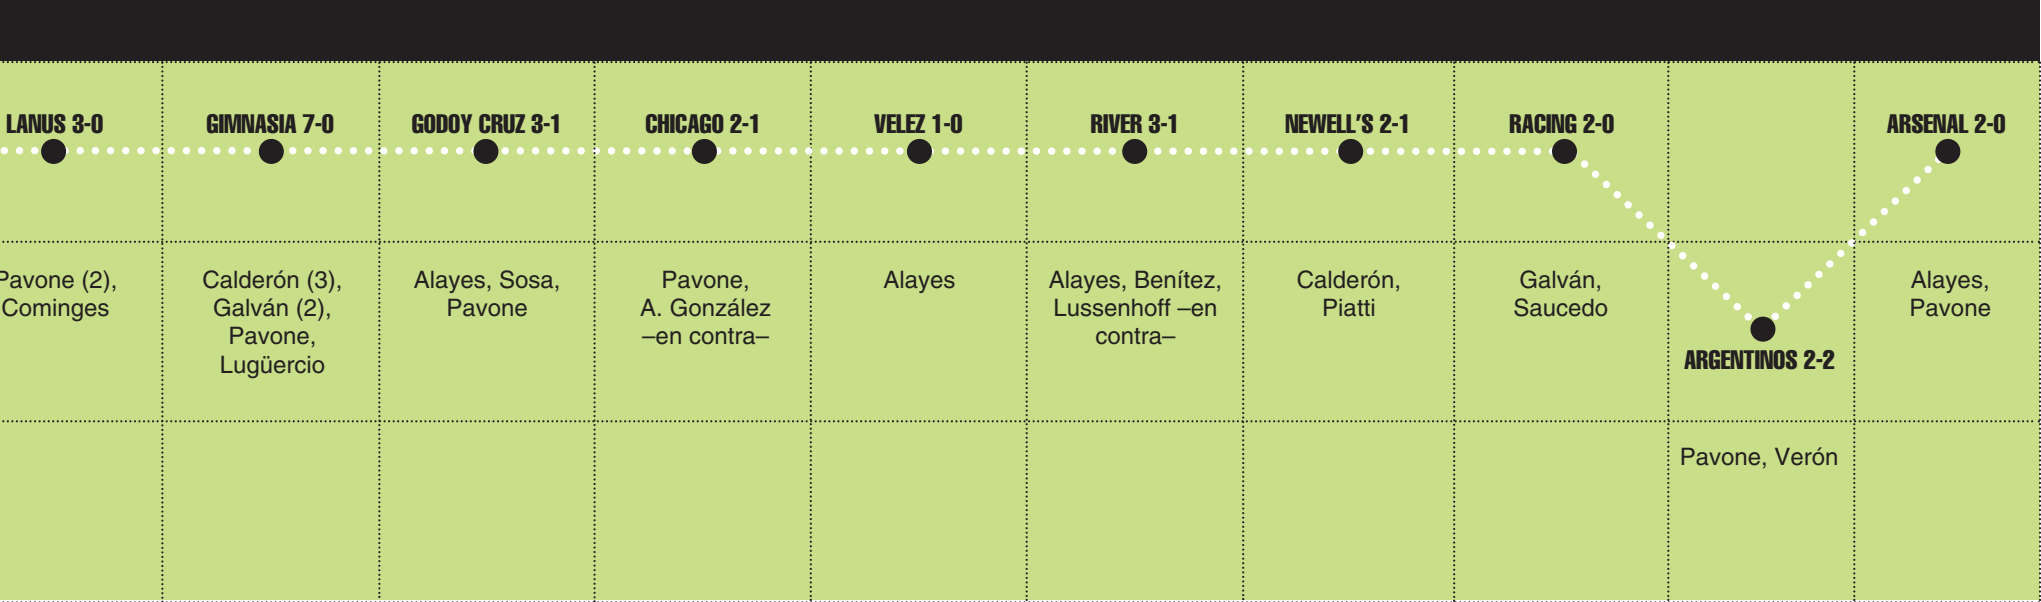 LANUS 3-0
GIMNASIA 7-0
GODOY CRUZ 3-1
CHICAGO 2-1
VELEZ 1-0
RIVER 3-1
NEWELL'S 2-1
RACING 2-0
ARSENAL 2-0
Pavone (2),
Cominges
Calderón (3),
Galván (2),
Pavone,
Lugüercio
Alayes, Sosa,
Pavone
Pavone,
A. González
–en contra–
Alayes
Alayes, Benítez,
Lussenhoff –en
contra–
Calderón,
Piatti
Galván,
Saucedo
ARGENTINOS 2-2
Alayes,
Pavone
Pavone, Verón